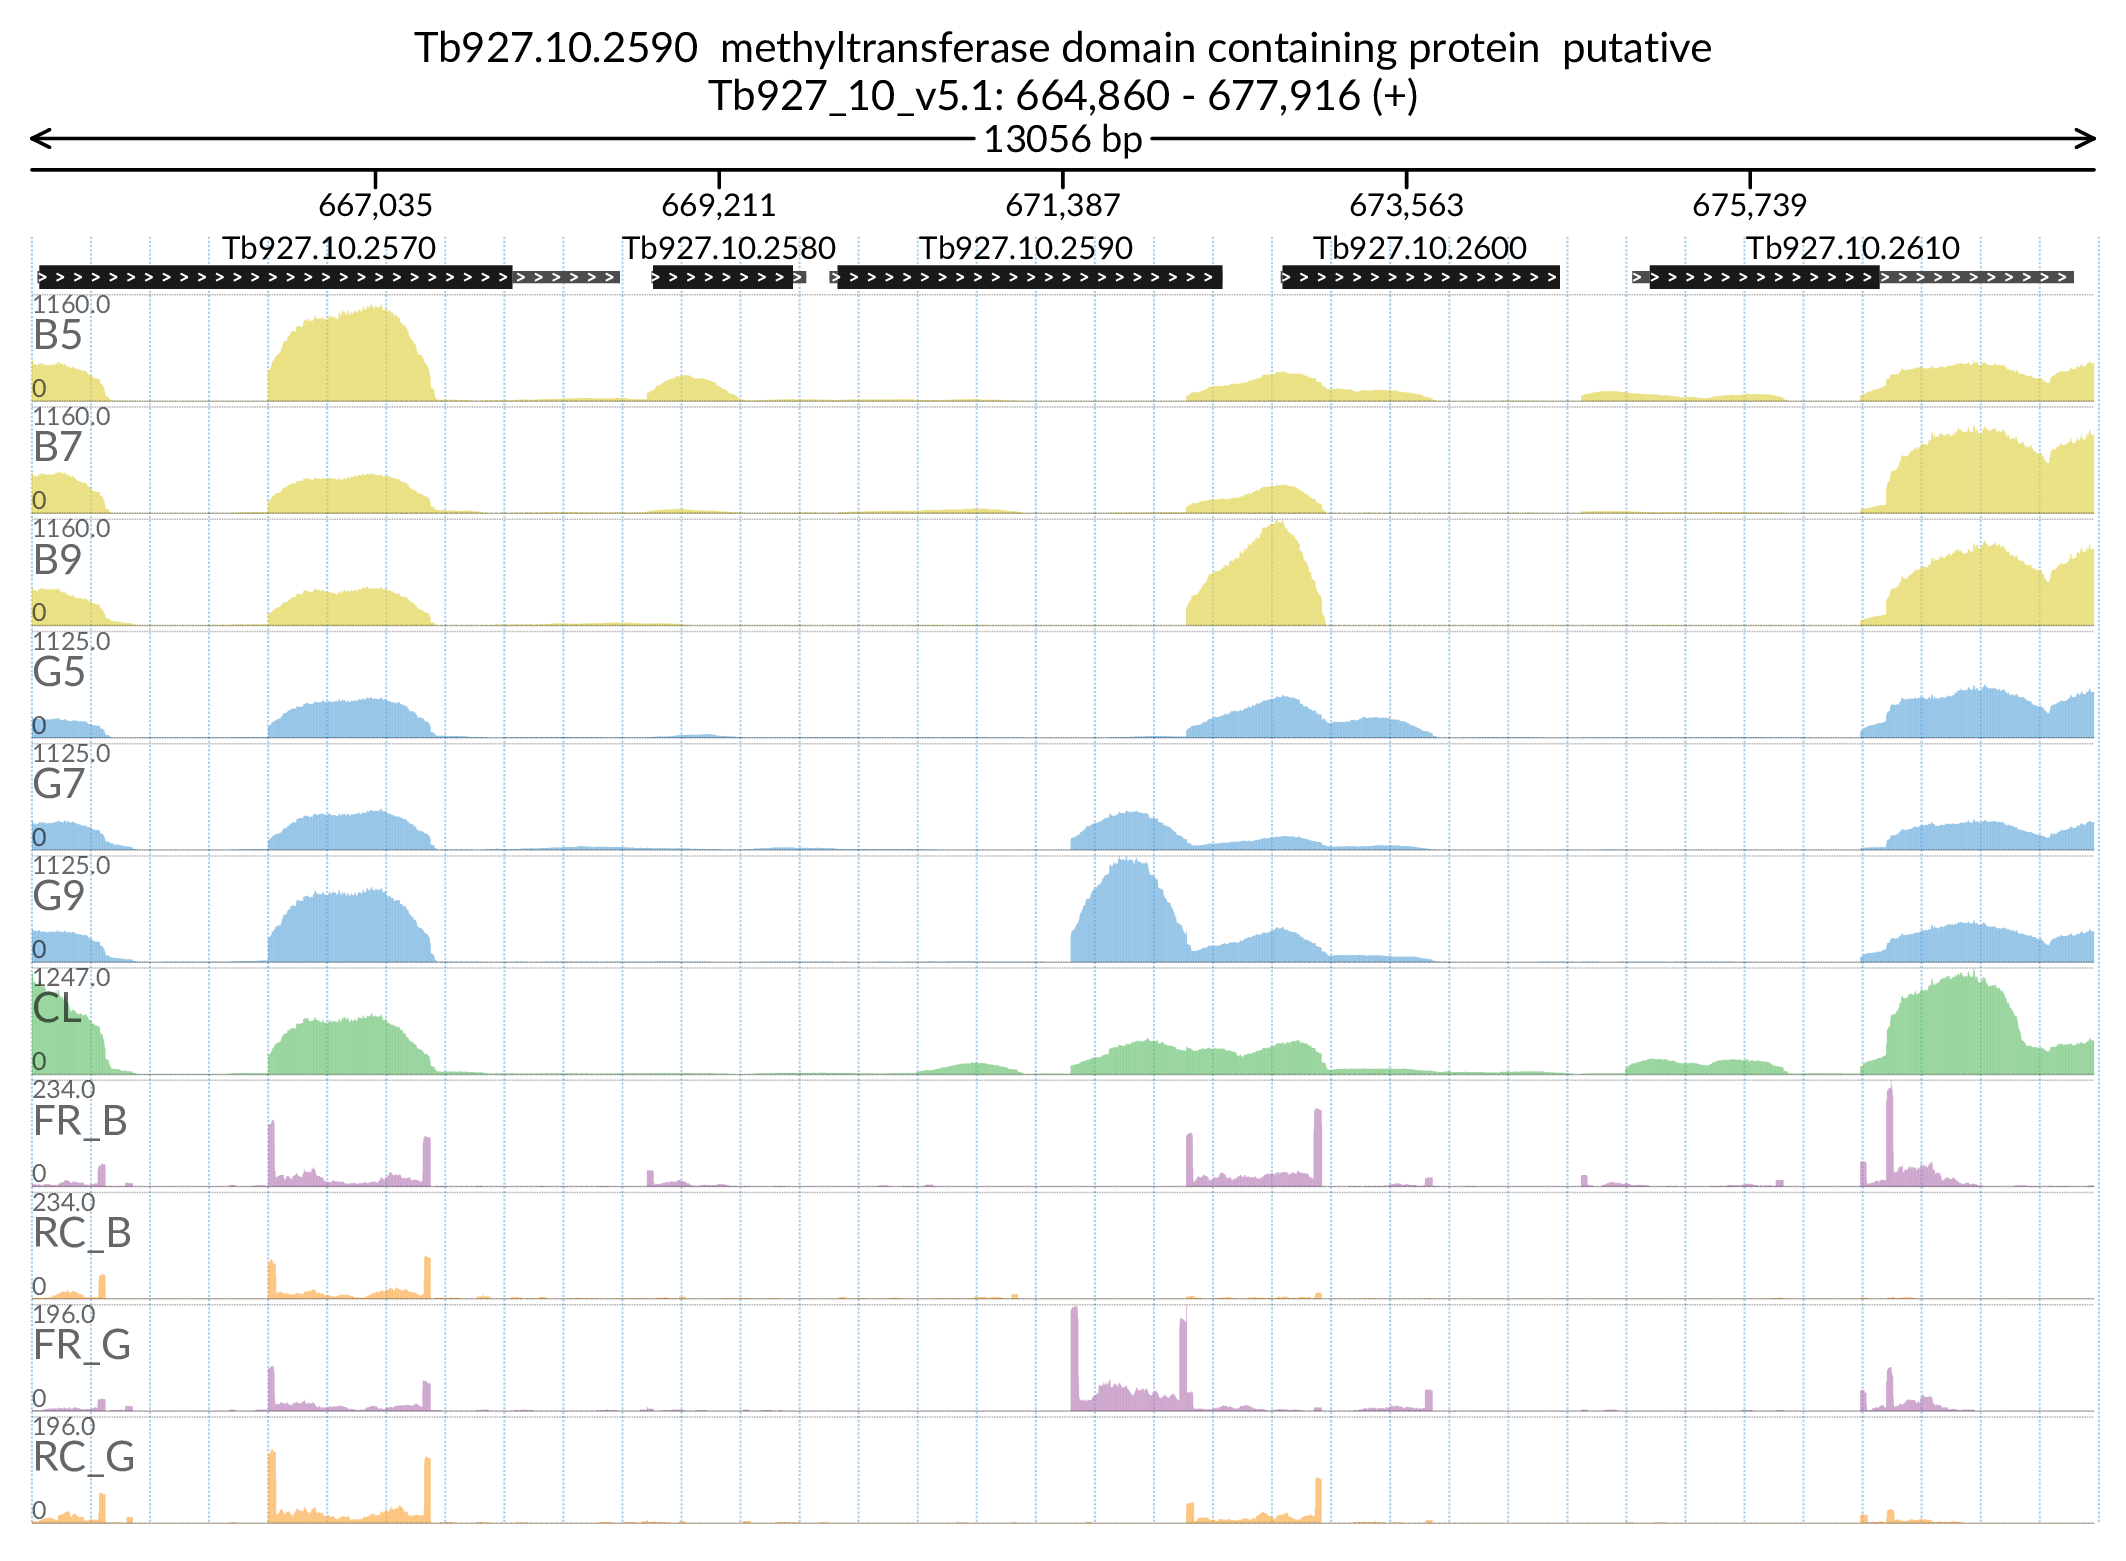 Tb927.10.2590  methyltransferase domain containing protein  putative
Tb927_10_v5.1: 664,860 - 677,916 (+)
13056 bp
667,035 669,211 671,387 673,563 675,739
Tb927.10.2570 Tb927.10.2580 Tb927.10.2590 Tb927.10.2600 Tb927.10.2610
1160.0
B5
0
1160.0
B7
0
1160.0
B9
0
1125.0
G5
0
1125.0
G7
0
1125.0
G9
0
1247.0
CL
0
234.0
FR_B
0
234.0
RC_B
0
196.0
FR_G
0
196.0
RC_G
0